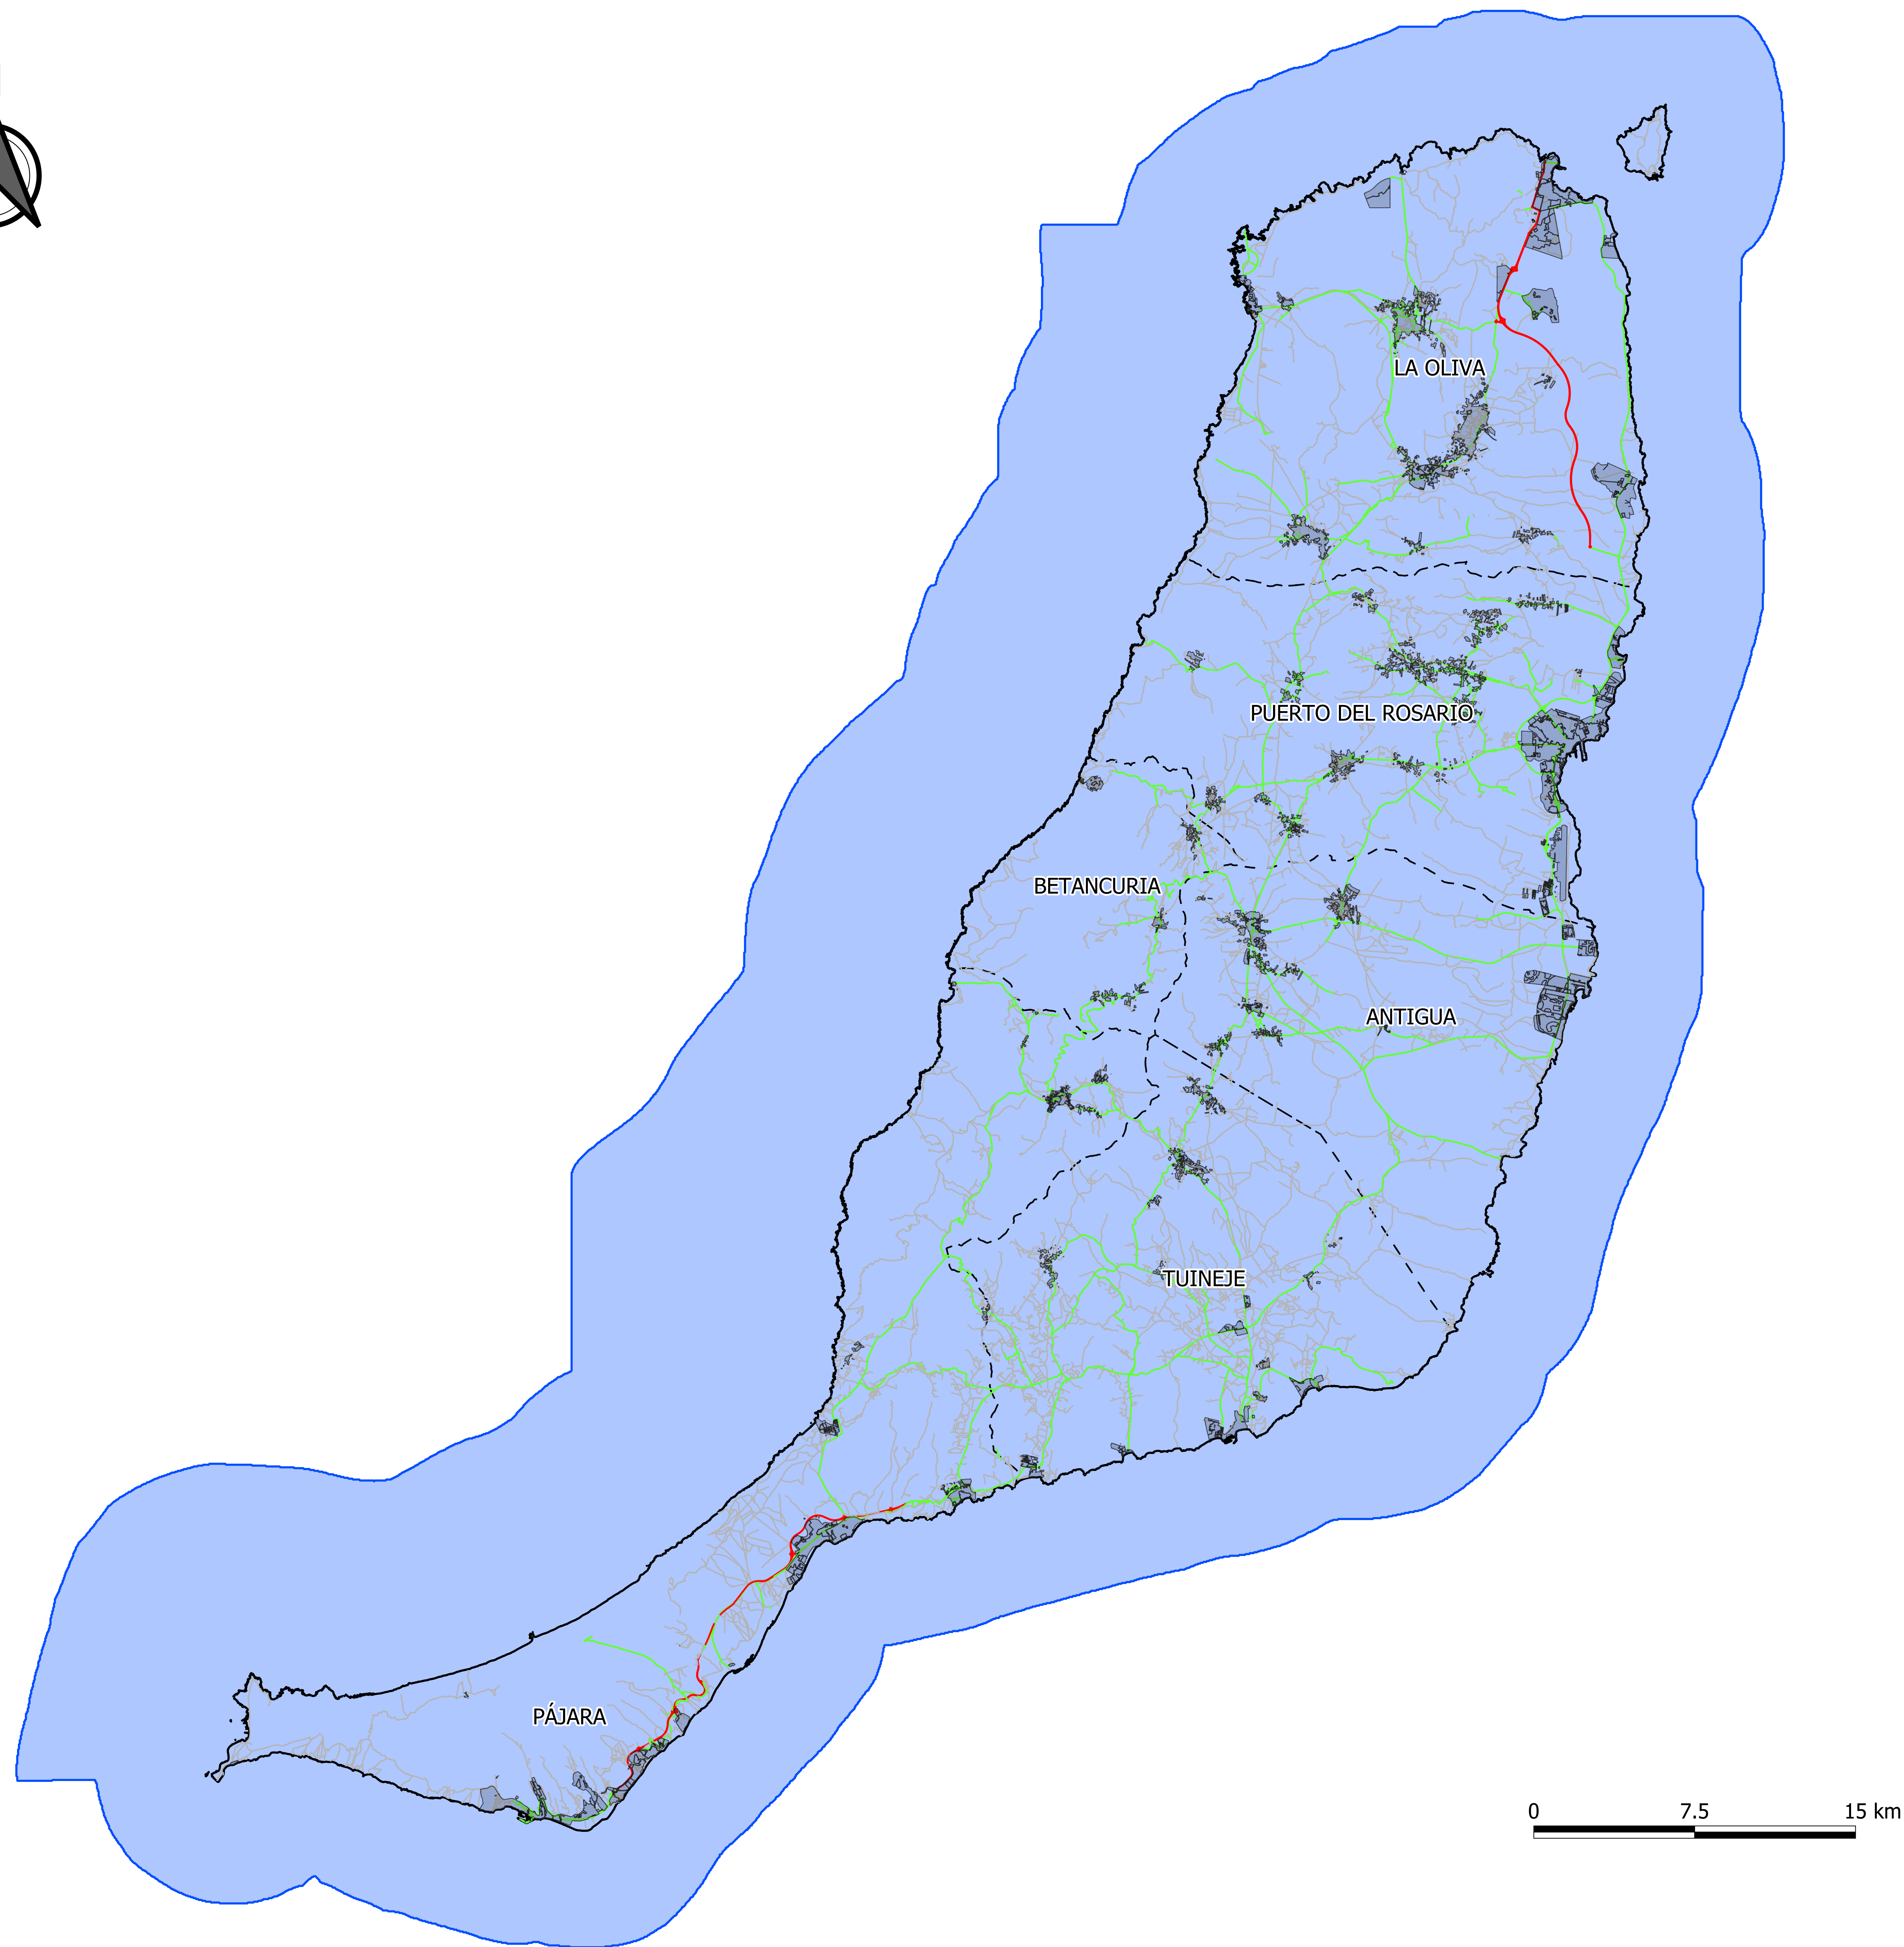 LA OLIVA
PUERTO DEL ROSARIO
BETANCURIA
ANTIGUA
TUINEJE
PÁJARA
0 7.5 15 km